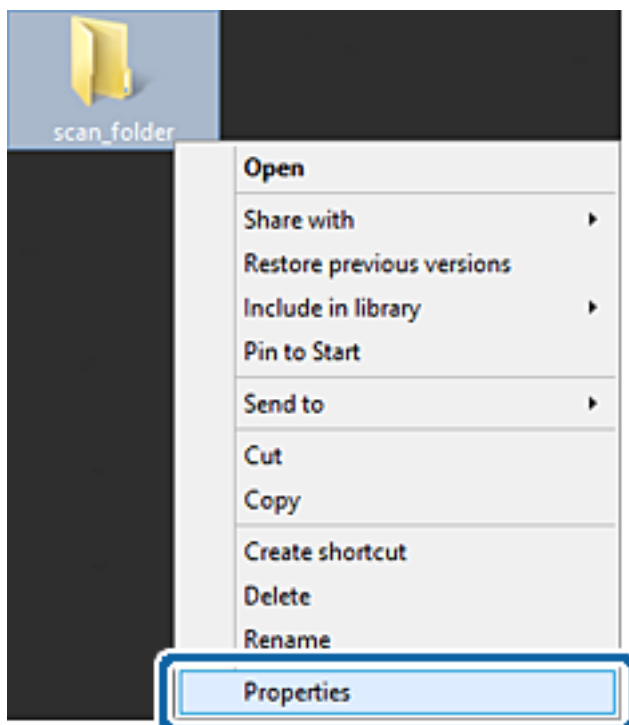 scan_folder
Open
Share with
Restore previous versions
Include in library
Pin to Start
Send to
Cut
Copy
Create shortcut
Delete
Rename
Properties